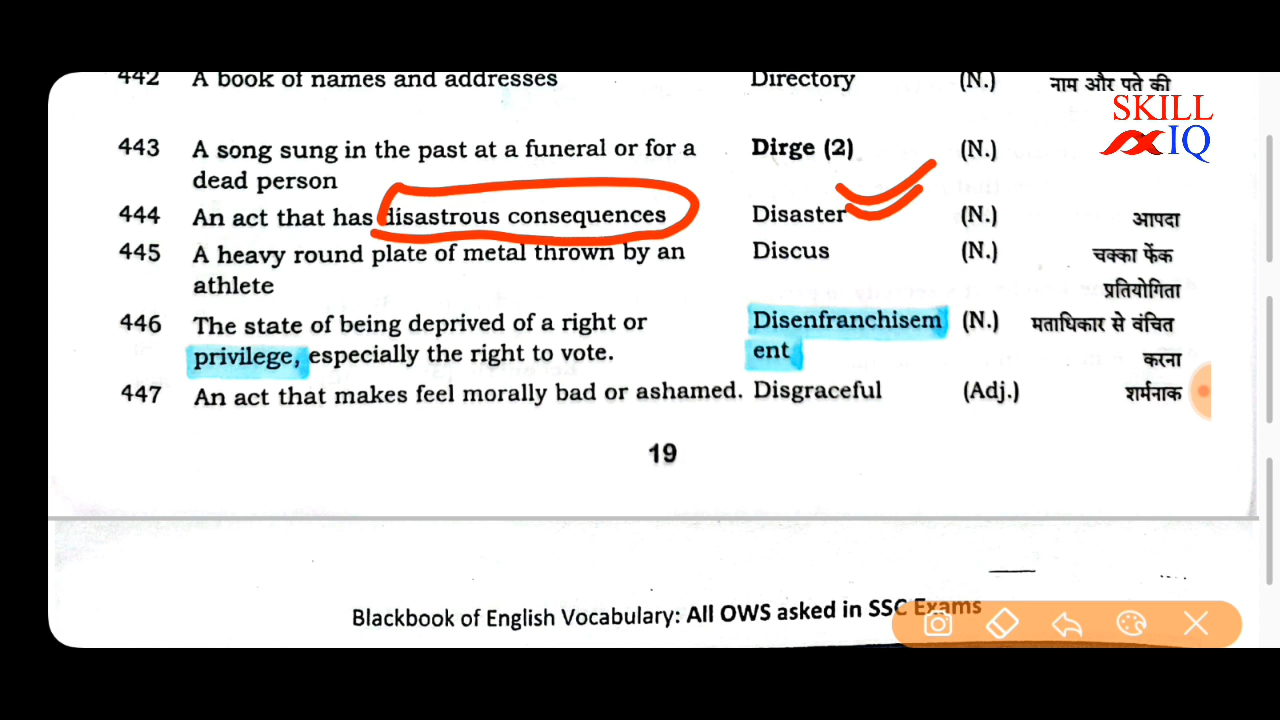 442 A book of names and addresses Directory (N.) नाम और पते की
SKILL
IQ
443 A song sung in the past at a funeral or for a Dirge (2) (N.)
dead person
444 An act that has disastrous consequences Disaster (N.) आपदा
445 A heavy round plate of metal thrown by an Discus (N.) चक्का फेंक
athlete प्रतियोगिता
446 The state of being deprived of a right or Disenfranchisem (N.) मताधिकार से वंचित
privilege, especially the right to vote. ent करना
447 An act that makes feel morally bad or ashamed. Disgraceful (Adj.) शर्मनाक
19
Blackbook of English Vocabulary: All OWS asked in SSC Exams